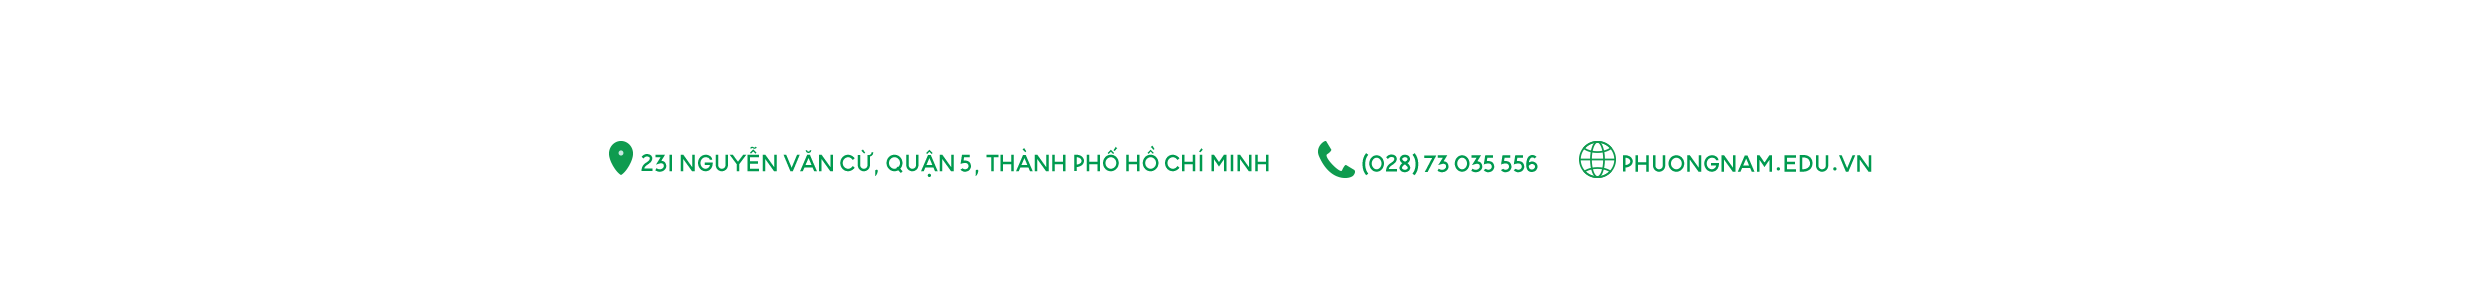 231 NGUYỄN VĂN CỪ, QUẬN 5, THÀNH PHỐ HỒ CHÍ MINH (028) 73 035 556 PHUONGNAM.EDU.VN